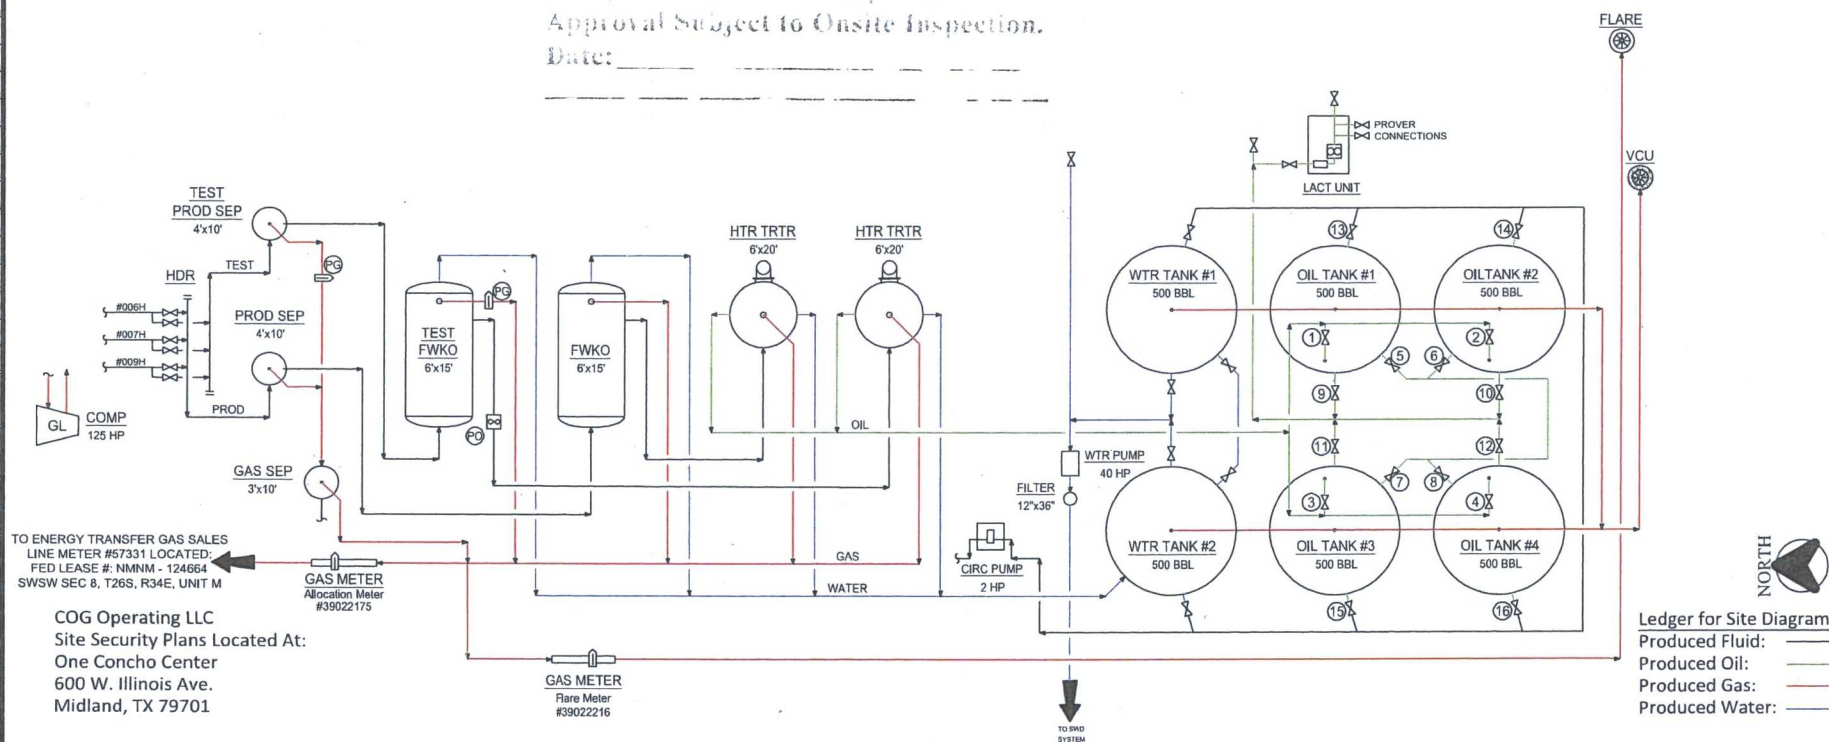 Approval Subject to Onsite Inspection.
Date:
FLARE
PROVER
CONNECTIONS
LACT UNIT
VCU
TEST
PROD SEP
4'x10'
HDR
TEST
PG
#006H
#007H
#009H
PROD SEP
4'x10'
PROD
GL
COMP
125 HP
GAS SEP
3'x10'
TEST
FWKO
6'x15'
PG
PO
FWKO
6'x15'
HTR TRTR
6'x20'
HTR TRTR
6'x20'
OIL
GAS
WATER
WTR TANK #1
500 BBL
OIL TANK #1
500 BBL
OILTANK #2
500 BBL
13
14
1
2
5
6
9
10
11
12
3
4
7
8
WTR TANK #2
500 BBL
OIL TANK #3
500 BBL
OIL TANK #4
500 BBL
15
16
WTR PUMP
40 HP
FILTER
12"x36"
CIRC PUMP
2 HP
TO SWD
SYSTEM
TO ENERGY TRANSFER GAS SALES
LINE METER #57331 LOCATED:
FED LEASE #: NMNM - 124664
SWSW SEC 8, T26S, R34E, UNIT M
GAS METER
Allocation Meter
#39022175
GAS METER
Flare Meter
#39022216
COG Operating LLC
Site Security Plans Located At:
One Concho Center
600 W. Illinois Ave.
Midland, TX 79701
NORTH
Ledger for Site Diagram
Produced Fluid:
Produced Oil:
Produced Gas:
Produced Water: